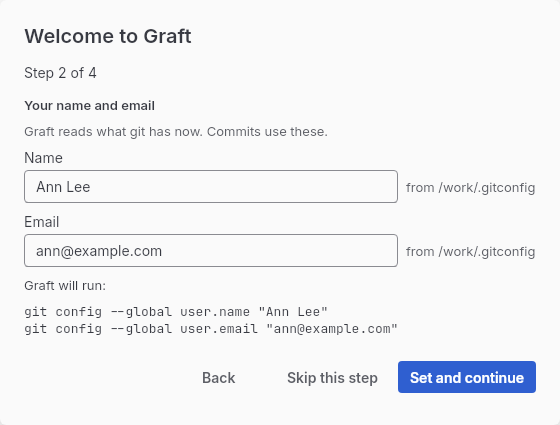 Welcome to Graft
Step 2 of 4
Your name and email
Graft reads what git has now. Commits use these.
Name
Ann Lee
from /work/.gitconfig
Email
ann@example.com
from /work/.gitconfig
Graft will run:
git config --global user.name "Ann Lee"
git config --global user.email "ann@example.com"
Back
Skip this step
Set and continue